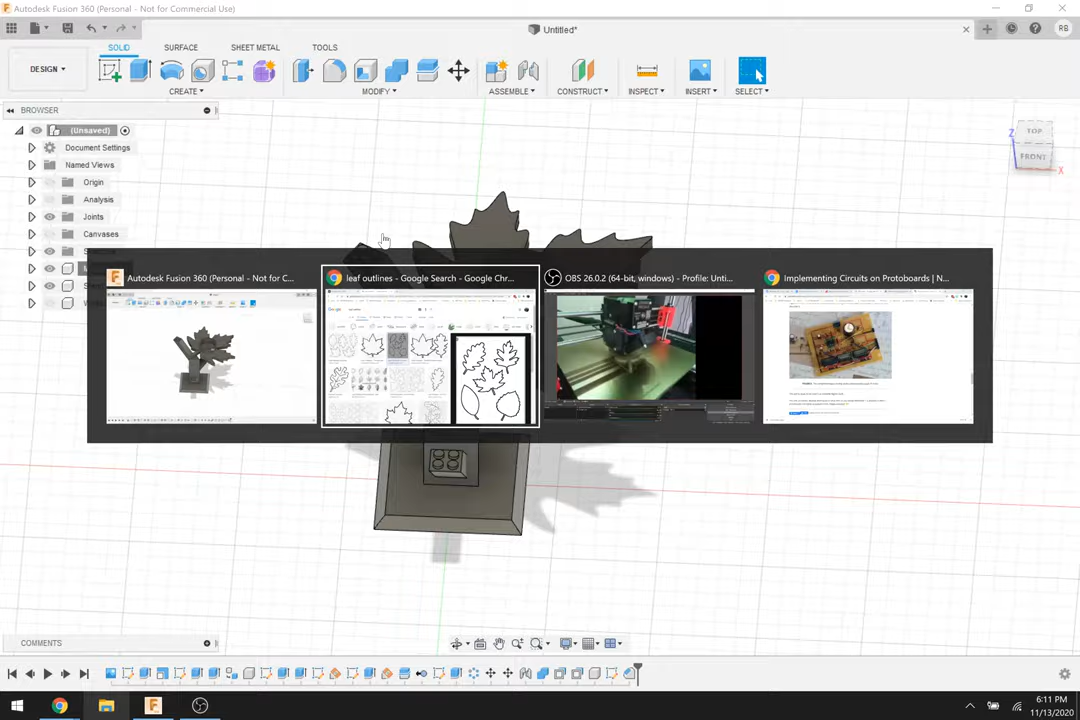 Autodesk Fusion 360 (Personal - Not for Commercial Use)
Untitled*
RB
SOLID
SURFACE
SHEET METAL
TOOLS
DESIGN
CREATE
MODIFY
ASSEMBLE
CONSTRUCT
INSPECT
INSERT
SELECT
BROWSER
(Unsaved)
Document Settings
Named Views
Origin
Analysis
Joints
Canvases
TOP
FRONT
Z
X
Autodesk Fusion 360 (Personal - Not for C...
leaf outlines - Google Search - Google Chr...
OBS 26.0.2 (64-bit, windows) - Profile: Unti...
Implementing Circuits on Protoboards | N...
COMMENTS
6:11 PM
11/13/2020